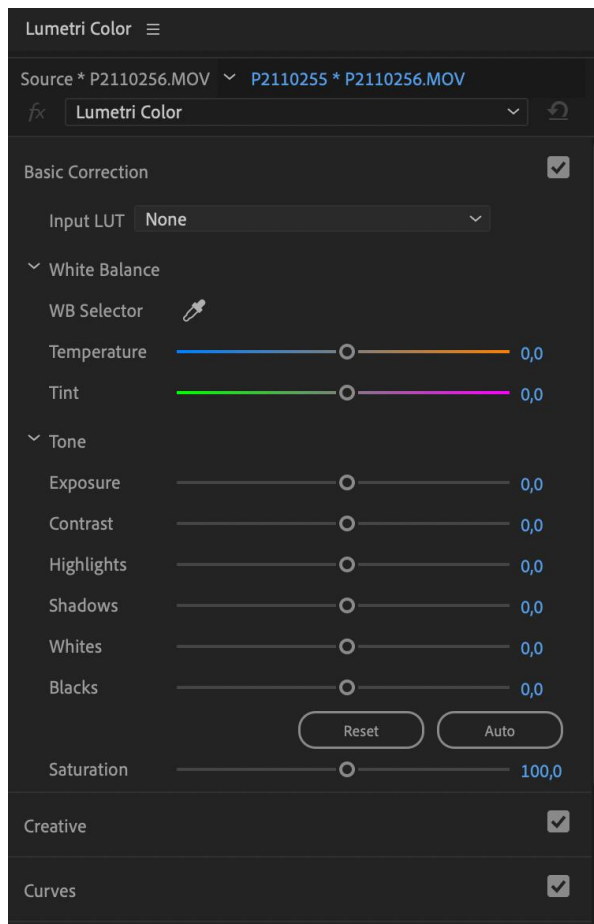 Lumetri Color
Source * P2110256.MOV P2110255 * P2110256.MOV
fx Lumetri Color
Basic Correction
Input LUT None
White Balance
WB Selector
Temperature 0,0
Tint 0,0
Tone
Exposure 0,0
Contrast 0,0
Highlights 0,0
Shadows 0,0
Whites 0,0
Blacks 0,0
Reset Auto
Saturation 100,0
Creative
Curves